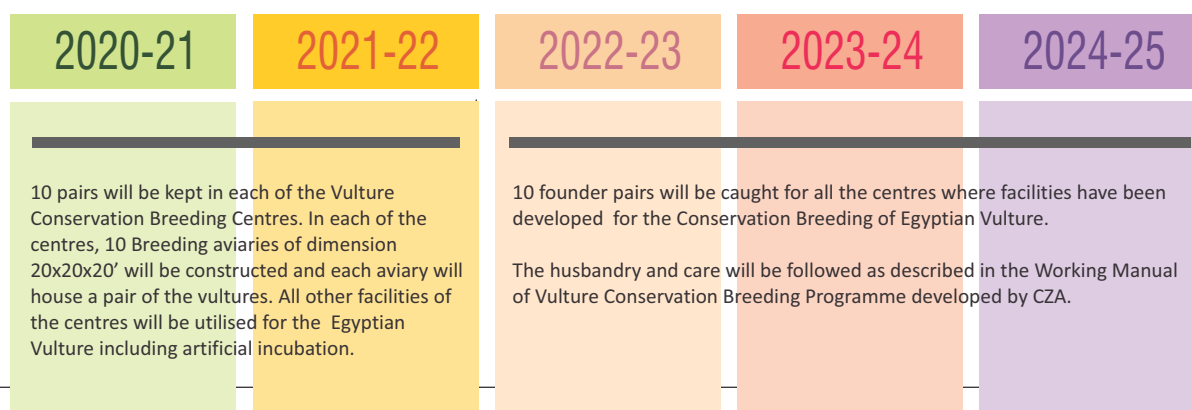 2020-21
2021-22
2022-23
2023-24
2024-25
10 pairs will be kept in each of the Vulture
Conservation Breeding Centres. In each of the
centres, 10 Breeding aviaries of dimension
20x20x20’ will be constructed and each aviary will
house a pair of the vultures. All other facilities of
the centres will be utilised for the Egyptian
Vulture including artificial incubation.
10 founder pairs will be caught for all the centres where facilities have been
developed for the Conservation Breeding of Egyptian Vulture.
The husbandry and care will be followed as described in the Working Manual
of Vulture Conservation Breeding Programme developed by CZA.